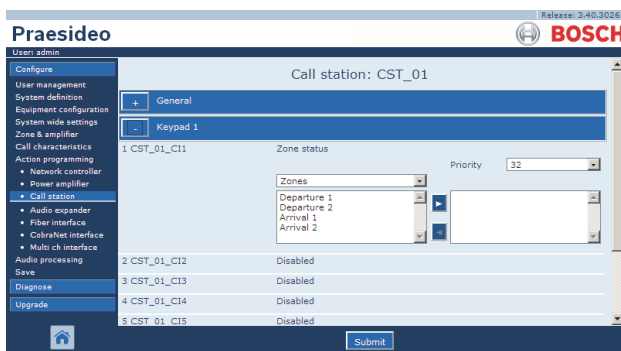 Release: 3.40.3026
Praesideo
BOSCH
User: admin
Configure
User management
System definition
Equipment configuration
System wide settings
Zone & amplifier
Call characteristics
Action programming
• Network controller
• Power amplifier
• Call station
• Audio expander
• Fiber interface
• CobraNet interface
• Multi ch interface
Audio processing
Save
Diagnose
Upgrade
Call station: CST_01
+ General
- Keypad 1
1 CST_01_CI1 Zone status
Priority 32
Zones
Departure 1
Departure 2
Arrival 1
Arrival 2
2 CST_01_CI2 Disabled
3 CST_01_CI3 Disabled
4 CST_01_CI4 Disabled
5 CST_01_CI5 Disabled
Submit